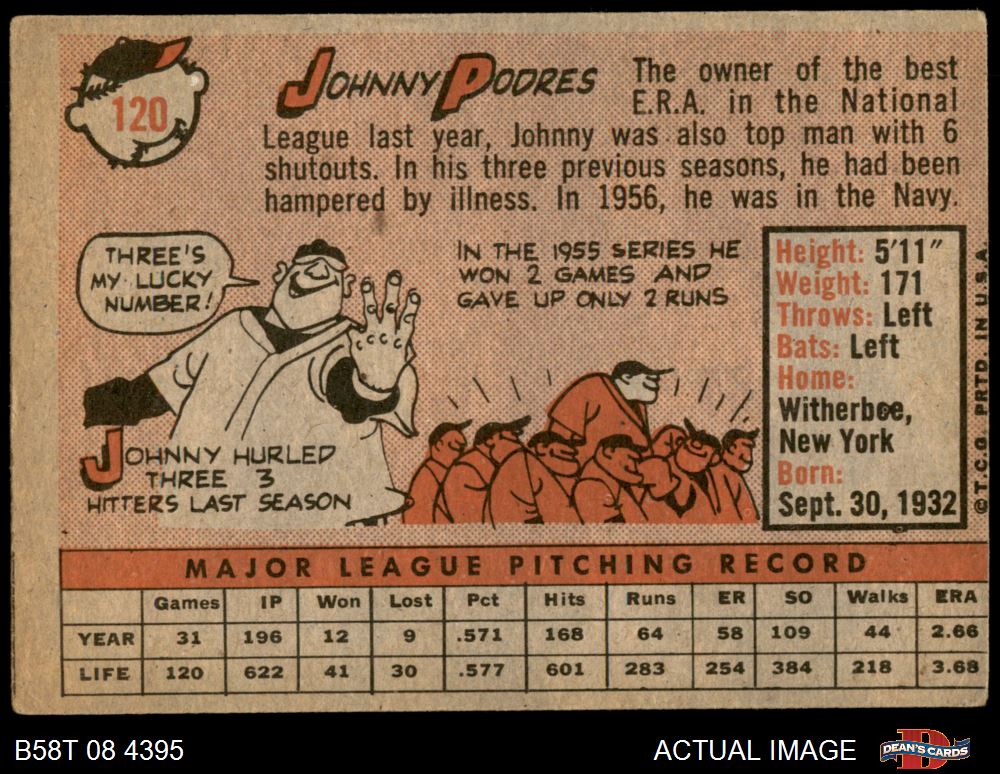 120
JOHNNY PODRES
The owner of the best
E.R.A. in the National
League last year, Johnny was also top man with 6
shutouts. In his three previous seasons, he had been
hampered by illness. In 1956, he was in the Navy.
THREE'S
MY LUCKY
NUMBER!
IN THE 1955 SERIES HE
WON 2 GAMES AND
GAVE UP ONLY 2 RUNS
JOHNNY HURLED
THREE 3
HITTERS LAST SEASON
Height: 5'11"
Weight: 171
Throws: Left
Bats: Left
Home:
Witherbee,
New York
Born:
Sept. 30, 1932
©T.C.G. PRTD. IN U.S.A.
MAJOR LEAGUE PITCHING RECORD
Games IP Won Lost Pct Hits Runs ER SO Walks ERA
YEAR 31 196 12 9 .571 168 64 58 109 44 2.66
LIFE 120 622 41 30 .577 601 283 254 384 218 3.68
B58T 08 4395
ACTUAL IMAGE
DEAN'S CARDS